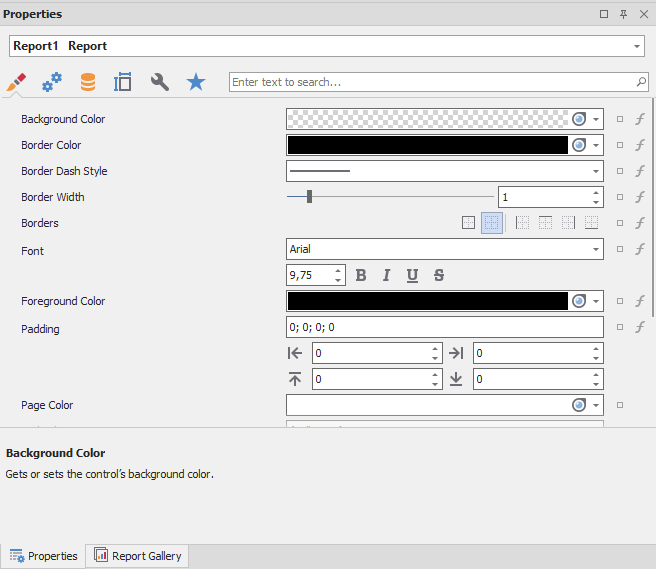 Properties
Report1 Report
Enter text to search...
Background Color
Border Color
Border Dash Style
Border Width
1
Borders
Font
Arial
9,75
B I U S
Foreground Color
Padding
0; 0; 0; 0
0
0
0
0
Page Color
Background Color
Gets or sets the control's background color.
Properties
Report Gallery